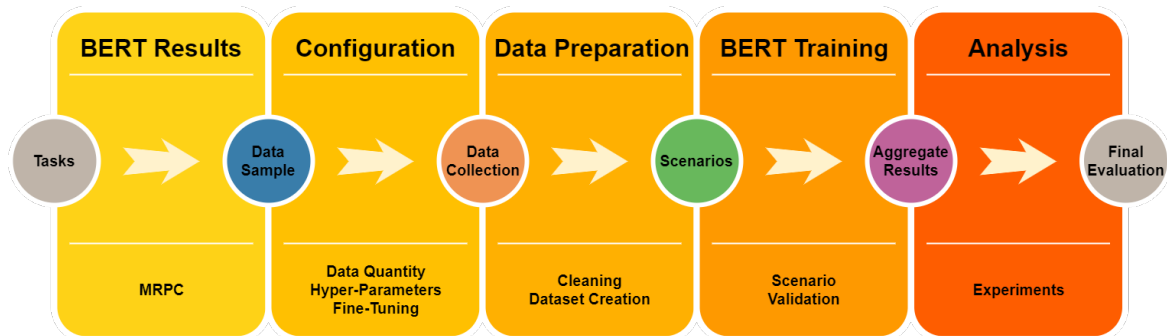 BERT Results
Configuration
Data Preparation
BERT Training
Analysis
Tasks
Data
Sample
Data
Collection
Scenarios
Aggregate
Results
Final
Evaluation
MRPC
Data Quantity
Hyper-Parameters
Fine-Tuning
Cleaning
Dataset Creation
Scenario
Validation
Experiments